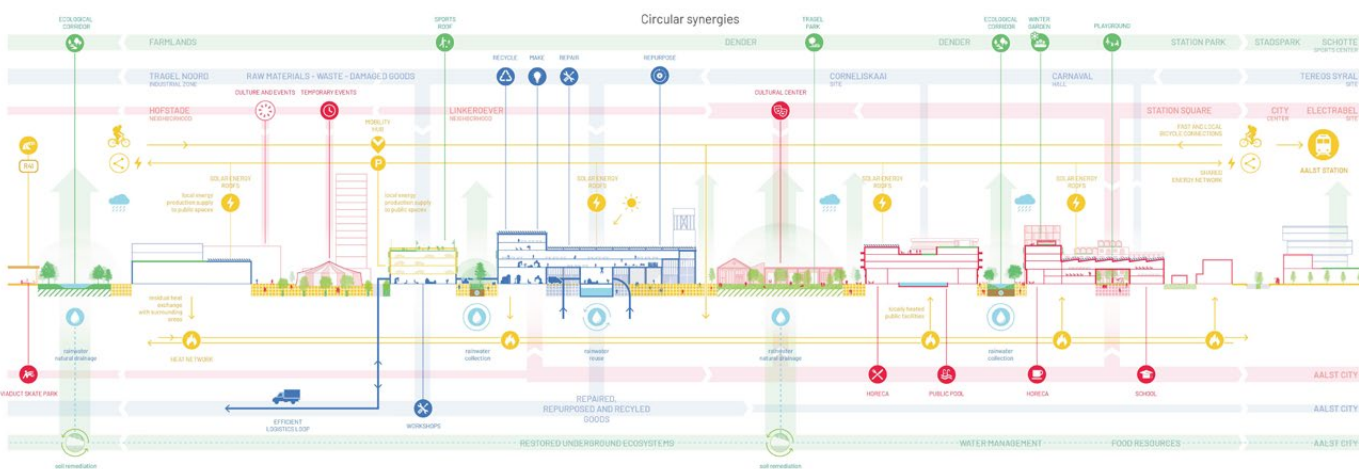 Circular synergies
ECOLOGICAL
CORRIDOR
SPORTS
ROOF
TRAGEL
PARK
ECOLOGICAL
CORRIDOR
WINTER
GARDEN
PLAYGROUND
FARMLANDS
DENDER
DENDER
STATION PARK
STADSPARK
SCHOTTE
SPORTS CENTER
RECYCLE
MAKE
REPAIR
REPURPOSE
TRAGEL NOORD
INDUSTRIAL ZONE
RAW MATERIALS - WASTE - DAMAGED GOODS
CORNELISKAAI
SITE
CARNAVAL
HALL
TEREOS SYRAL
SITE
CULTURE AND EVENTS
TEMPORARY EVENTS
CULTURAL CENTER
HOFSTADE
NEIGHBORHOOD
LINKEROEVER
NEIGHBORHOOD
STATION SQUARE
CITY
CENTER
ELECTRABEL
SITE
MOBILITY
HUB
FAST AND LOCAL
BICYCLE CONNECTIONS
P
SHARED
ENERGY NETWORK
AALST STATION
SOLAR ENERGY
ROOFS
SOLAR ENERGY
ROOFS
SOLAR ENERGY
ROOFS
SOLAR ENERGY
ROOFS
local energy
production supply
to public spaces
local energy
production supply
to public spaces
residual heat
exchange
with surrounding
areas
locally heated
public facilities
HEAT NETWORK
rainwater
natural drainage
rainwater
collection
rainwater
reuse
rainwater
natural drainage
rainwater
collection
VIADUCT SKATE PARK
HORECA
PUBLIC POOL
HORECA
SCHOOL
AALST CITY
EFFICIENT
LOGISTICS LOOP
WORKSHOPS
REPAIRED,
REPURPOSED AND RECYLED
GOODS
AALST CITY
RESTORED UNDERGROUND ECOSYSTEMS
WATER MANAGEMENT
FOOD RESOURCES
AALST CITY
soil remediation
soil remediation